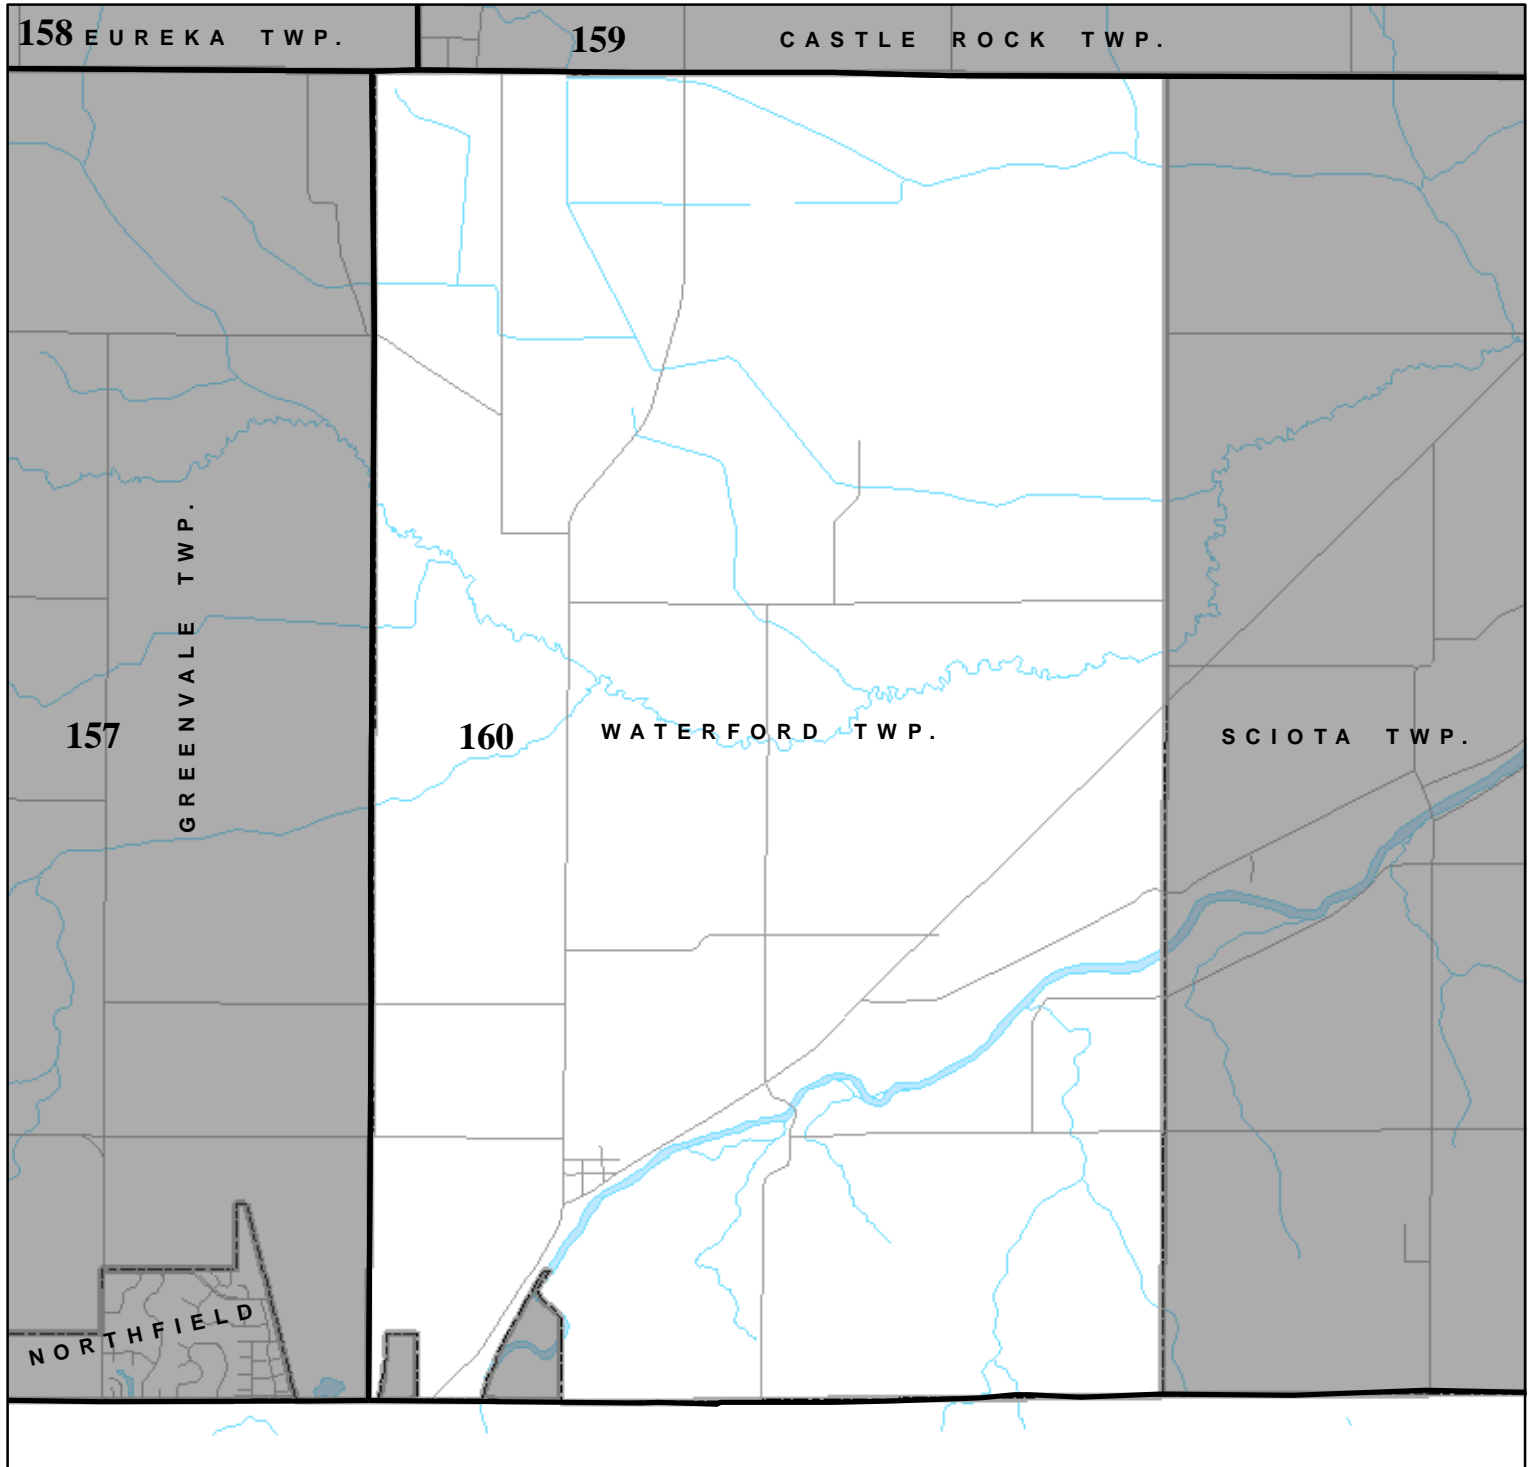 158 EUREKA TWP.
159 CASTLE ROCK TWP.
GREENVALE TWP.
157
160 WATERFORD TWP.
SCIOTA TWP.
NORTHFIELD